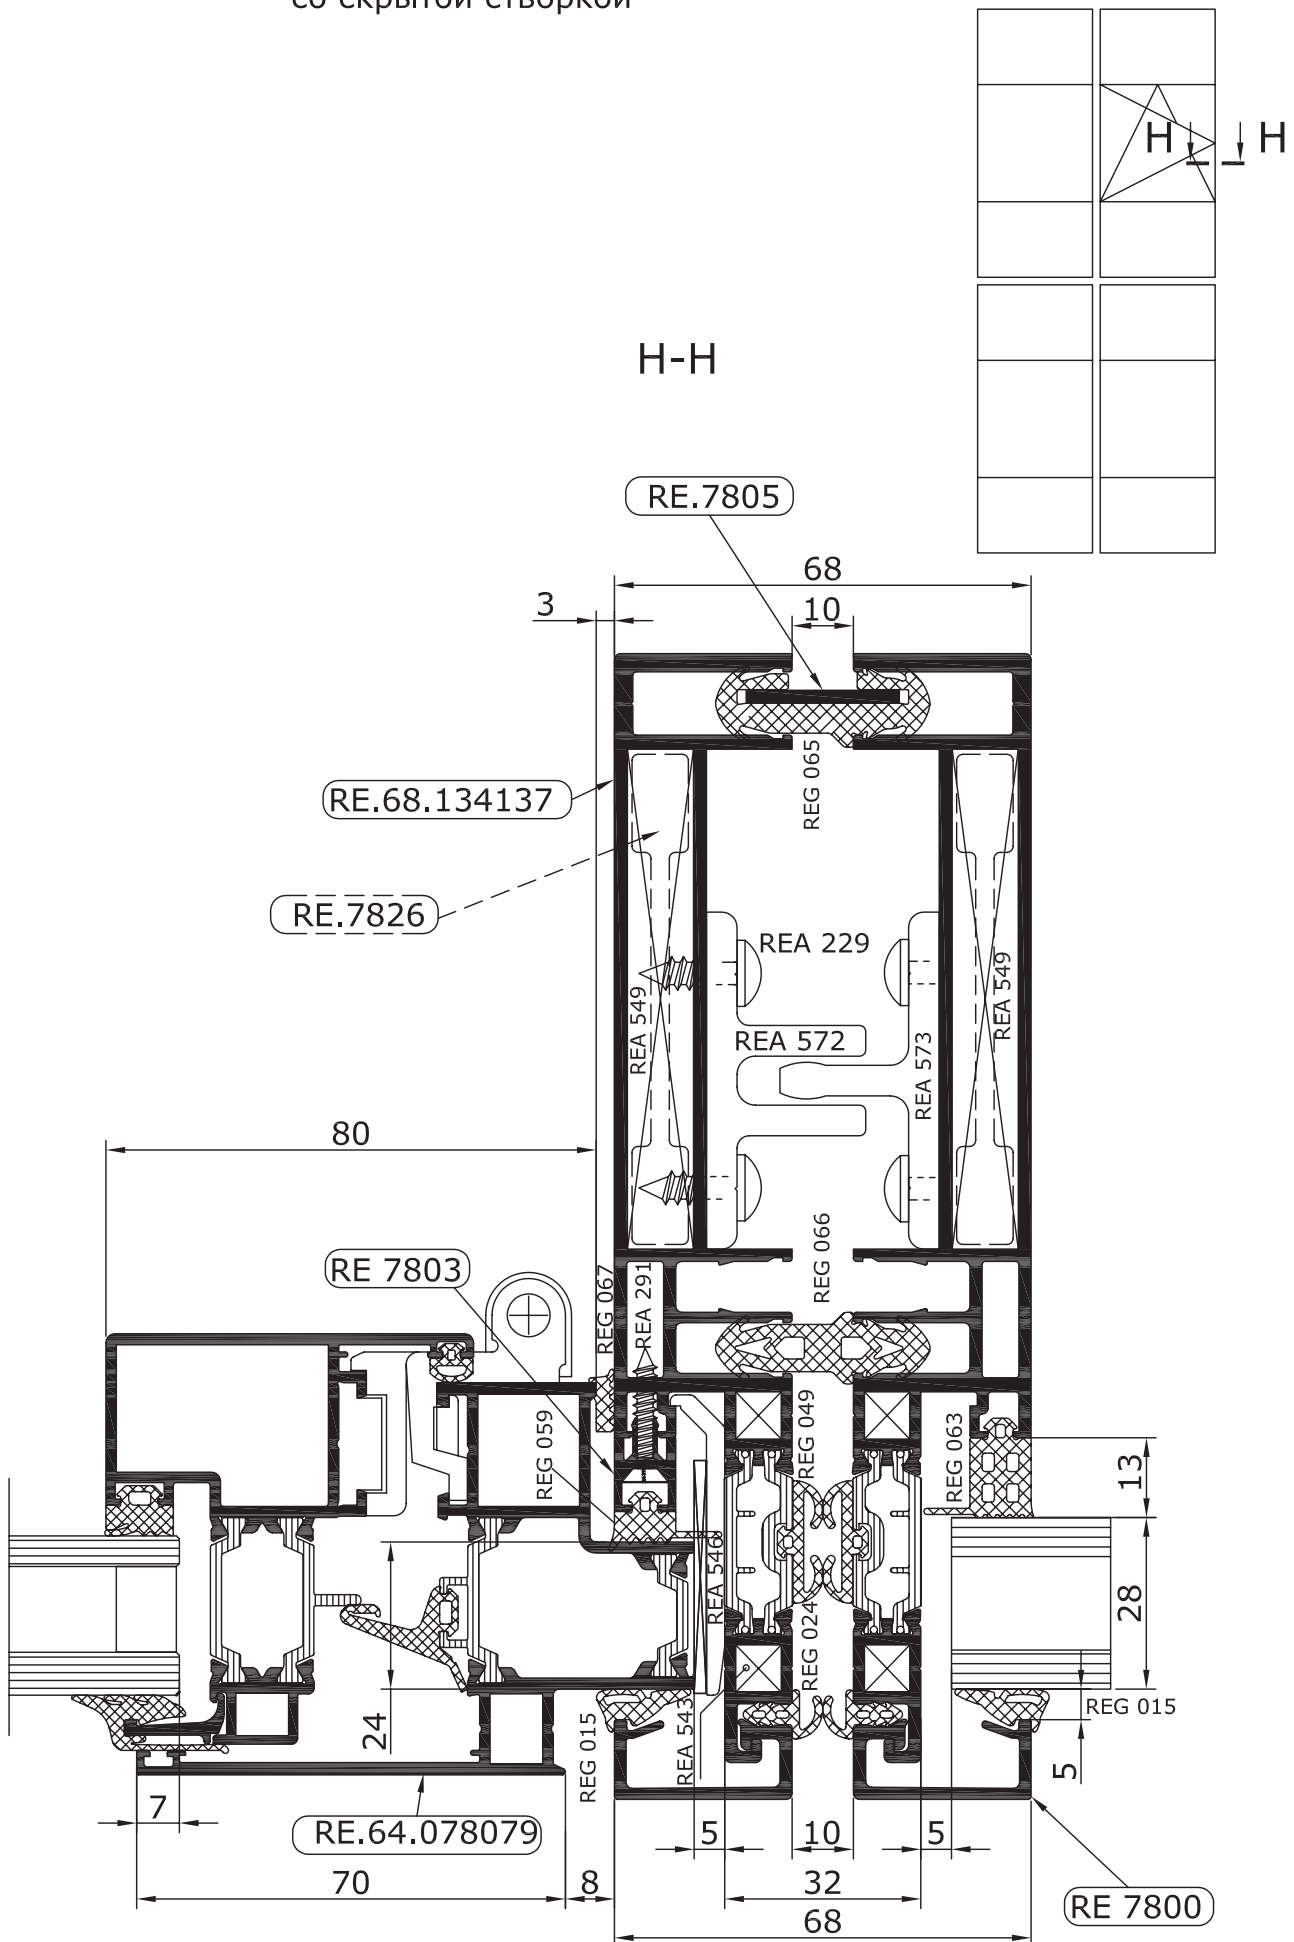 со скрытой створкой
H H
H-H
RE.7805
68
3
10
REG 065
RE.68.134137
RE.7826
REA 229
REA 549
REA 549
REA 572
REA 573
80
REG 066
RE 7803
REG 067
REA 291
REG 059
REG 049
REG 063
13
28
REA 546
REG 024
24
REG 015
REA 543
REG 015
5
7
RE.64.078079
5
10
5
70
8
32
RE 7800
68